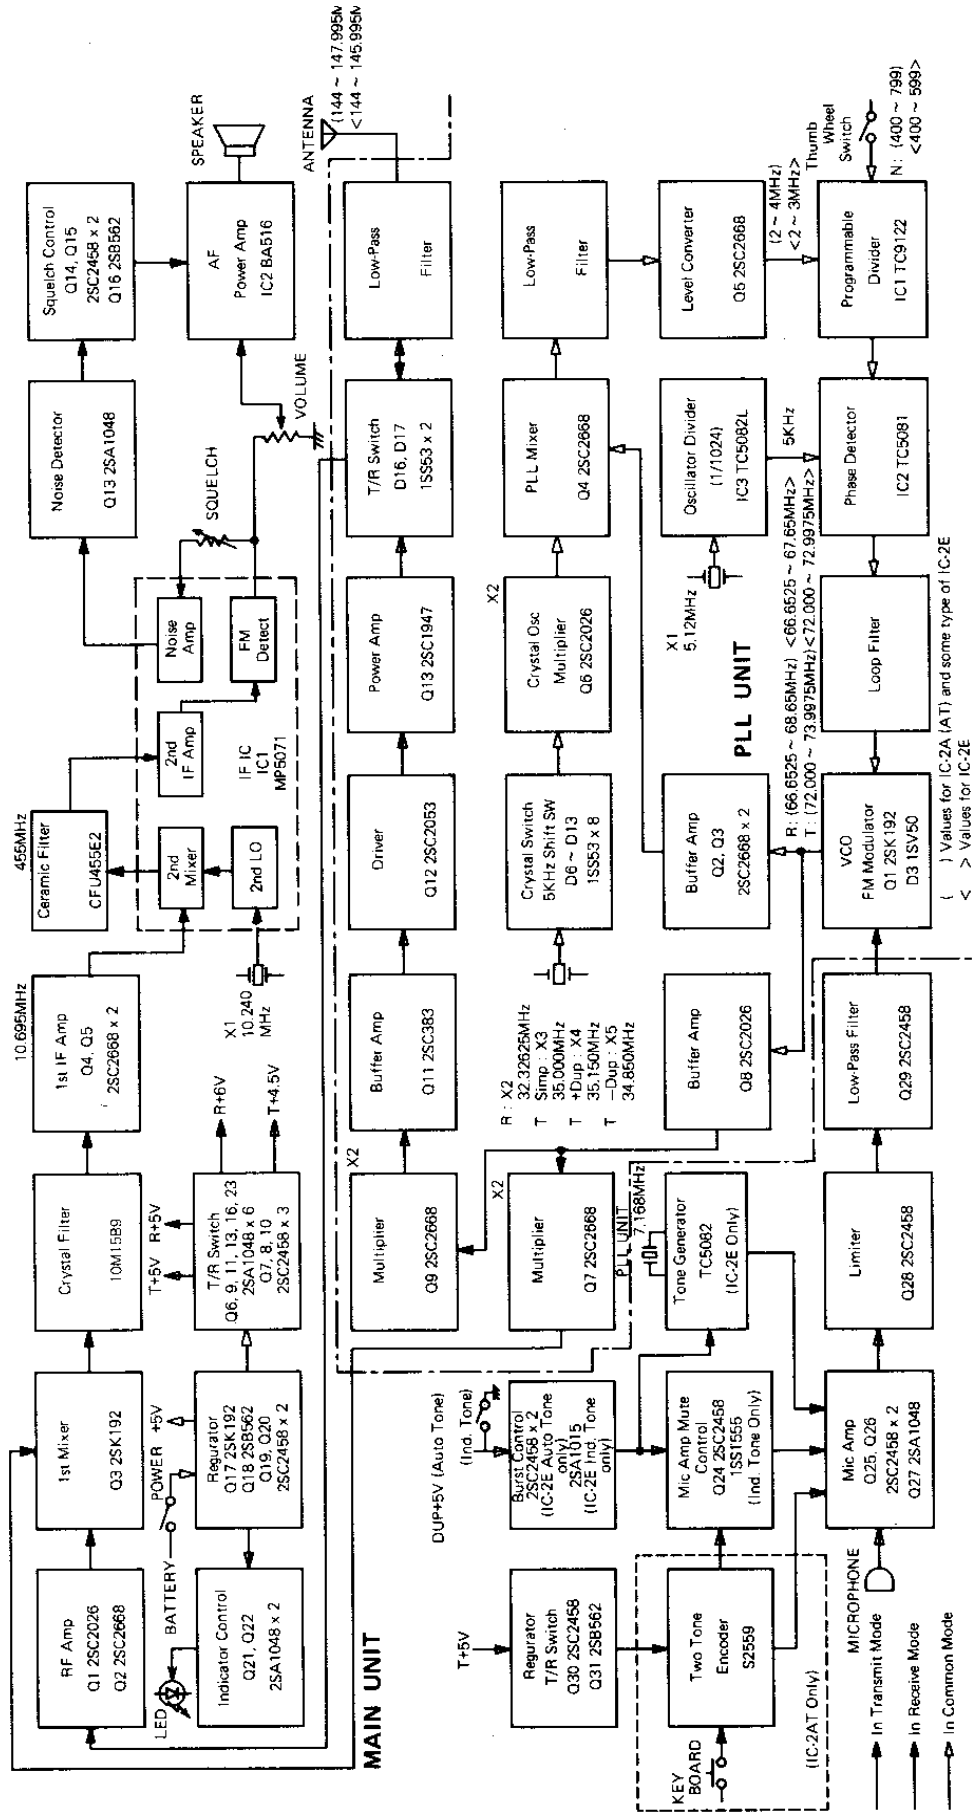 RF Amp
Q1 2SC2026
Q2 2SC2668
1st Mixer
Q3 2SK192
Crystal Filter
10M15B9
10.695MHz
1st IF Amp
Q4, Q5
2SC2668 x 2
455MHz
Ceramic Filter
CFU455E2
2nd
Mixer
2nd LO
2nd
IF Amp
Noise
Amp
FM
Detect
IF IC
IC1
MP5071
X1
10.240
MHz
Noise Detector
Q13 2SA1048
Squelch Control
Q14, Q15
2SC2458 x 2
Q16 2SB562
SQUELCH
VOLUME
AF
Power Amp
IC2 BA516
SPEAKER
LED
BATTERY
POWER
+5V
Indicator Control
Q21, Q22
2SA1048 x 2
Regurator
Q17 2SK192
Q18 2SB562
Q19, Q20
2SC2458 x 2
T+5V
R+5V
T/R Switch
Q6, 9, 11, 13, 16, 23
2SA1048 x 6
Q7, 8, 10
2SC2458 x 3
R+6V
T+4.5V
MAIN UNIT
X2
Multiplier
Q9 2SC2668
Buffer Amp
Q11 2SC383
Driver
Q12 2SC2053
Power Amp
Q13 2SC1947
T/R Switch
D16, D17
1SS53 x 2
Low-Pass
Filter
ANTENNA
(144 ~ 147.995M
<144 ~ 145.995M
X2
Multiplier
Q7 2SC2668
R : X2
32.32625MHz
T Simp : X3
35.000MHz
T +Dup : X4
35.150MHz
T −Dup : X5
34.850MHz
Crystal Switch
5KHz Shift SW
D6 ~ D13
1SS53 x 8
X2
Crystal Osc
Multiplier
Q6 2SC2026
PLL Mixer
Q4 2SC2668
Low-Pass
Filter
DUP+5V (Auto Tone)
(Ind. Tone)
T+5V
Regurator
T/R Switch
Q30 2SC2458
Q31 2SB562
Burst Control
2SC2458 x 2
(IC-2E Auto Tone
only)
2SA1015
(IC-2E Ind. Tone
only)
PLL UNIT
7.168MHz
Tone Generator
TC5082
(IC-2E Only)
Buffer Amp
Q8 2SC2026
Buffer Amp
Q2, Q3
2SC2668 x 2
PLL UNIT
X1
5.12MHz
Oscillator Divider
(1/1024)
IC3 TC5082L
5KHz
Level Converter
Q5 2SC2668
(2 ~ 4MHz)
<2 ~ 3MHz>
KEY
BOARD
Two Tone
Encoder
S2559
(IC-2AT Only)
Mic Amp Mute
Control
Q24 2SC2458
1SS1555
(Ind. Tone Only)
R: (66.6525 ~ 68.65MHz) <66.6525 ~ 67.65MHz>
T : (72.000 ~ 73.9975MHz) <72.000 ~ 72.9975MHz>
MICROPHONE
Mic Amp
Q25, Q26
2SC2458 x 2
Q27 2SA1048
Limiter
Q28 2SC2458
Low-Pass Filter
Q29 2SC2458
VCO
FM Modulator
Q1 2SK192
D3 1SV50
Loop Filter
Phase Detector
IC2 TC5081
Programmable
Divider
IC1 TC9122
Thumb
Wheel
Switch
N: (400 ~ 799)
<400 ~ 599>
In Transmit Mode
In Receive Mode
In Common Mode
( ) Values for IC-2A (AT) and some type of IC-2E
< > Values for IC-2E